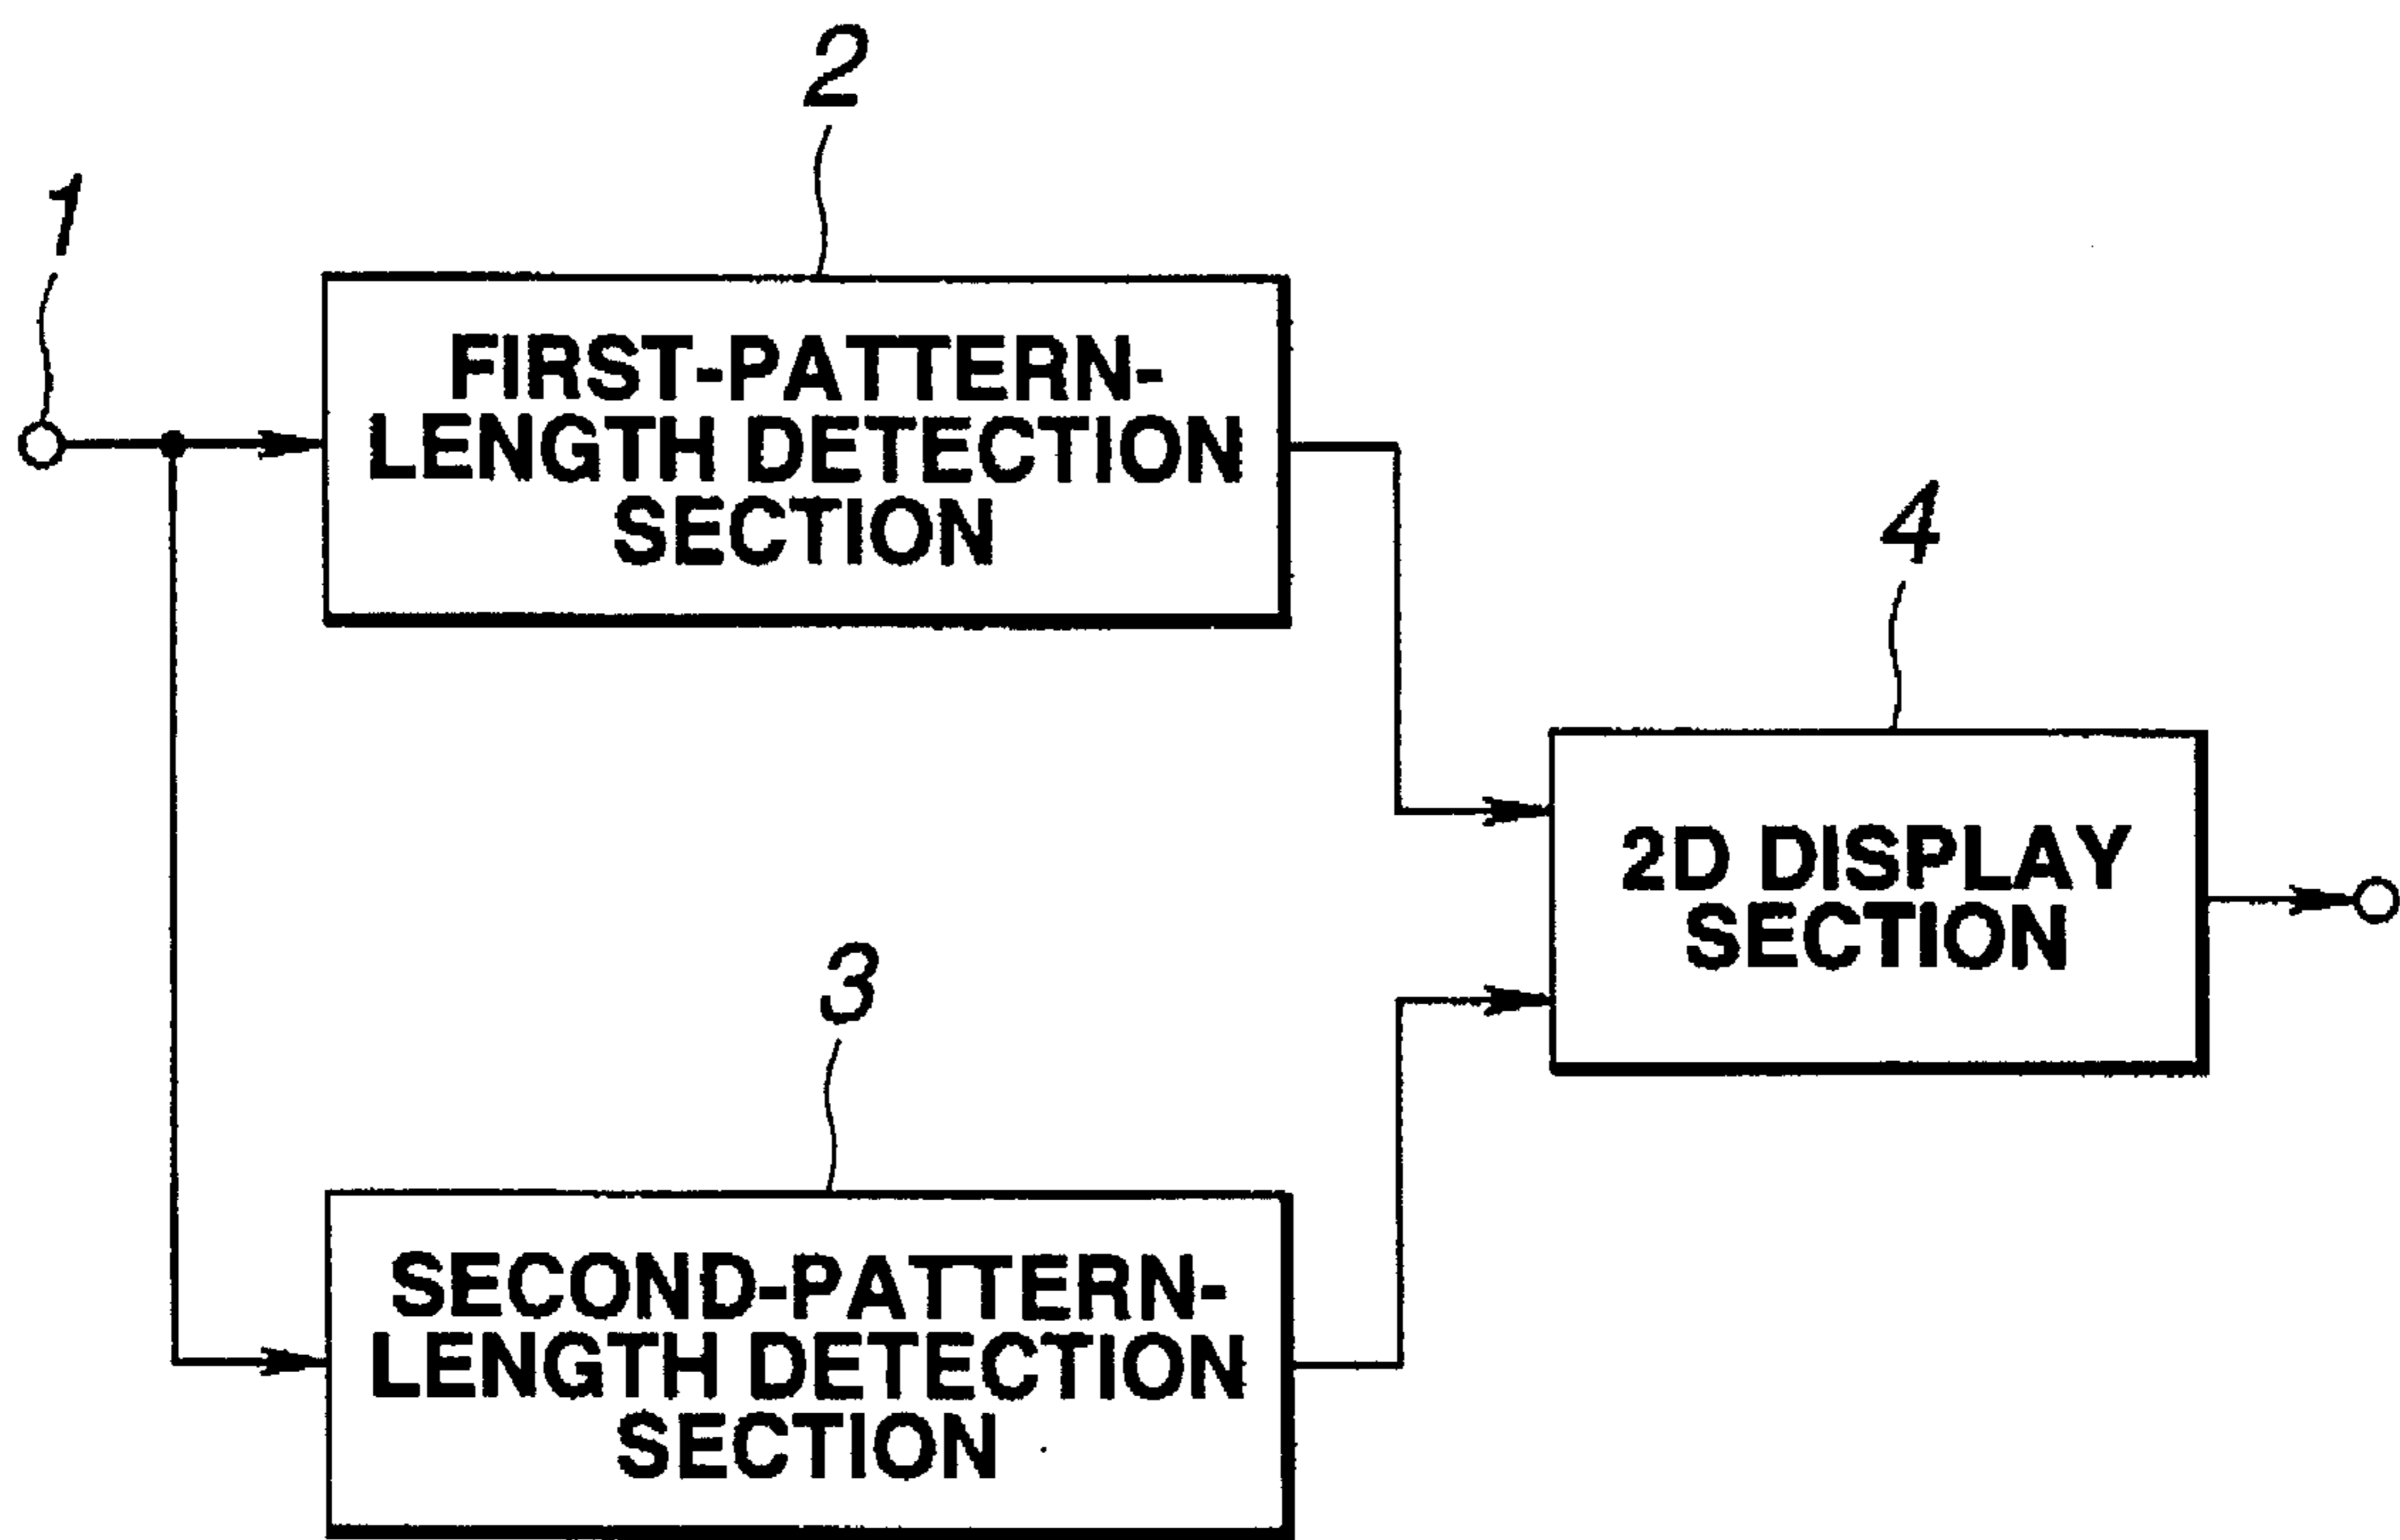 2
1
FIRST-PATTERN-
LENGTH DETECTION
SECTION
4
2D DISPLAY
SECTION
3
SECOND-PATTERN-
LENGTH DETECTION
SECTION